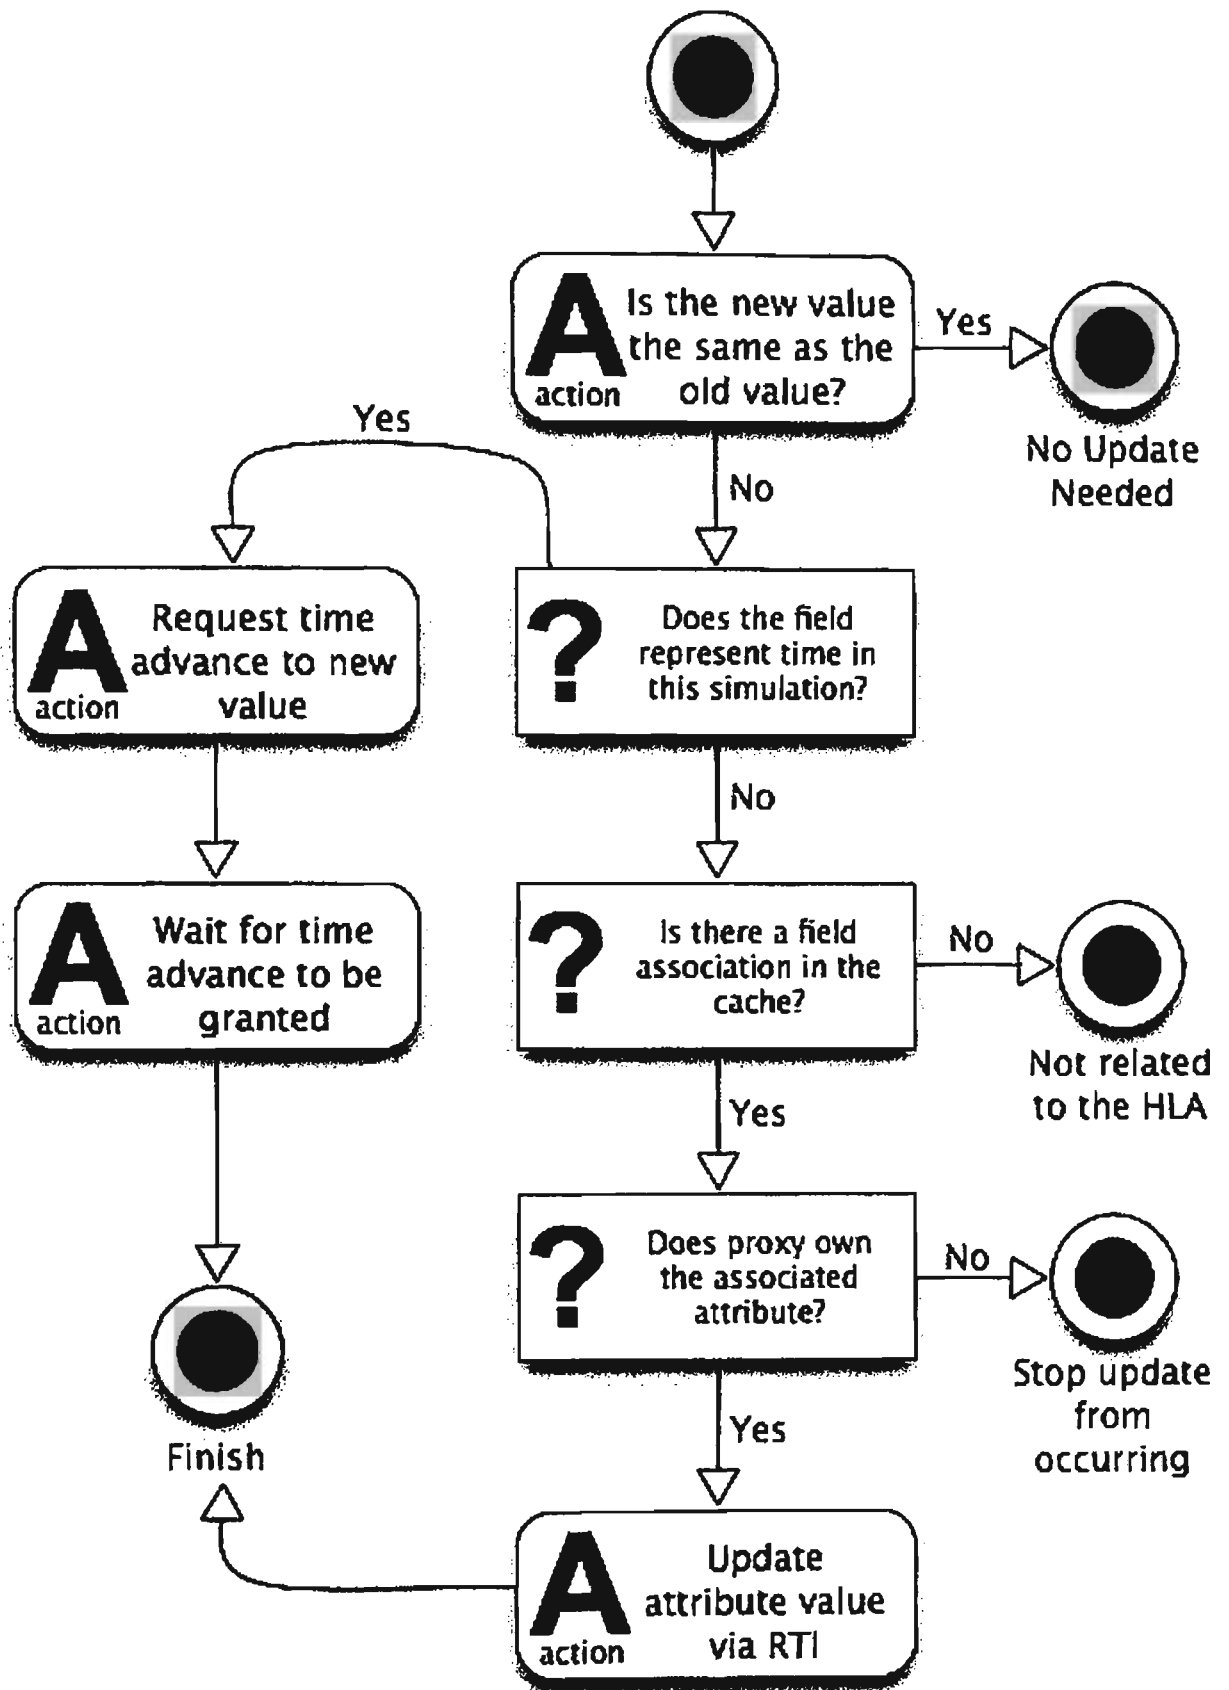 A
action
Is the new value
the same as the
old value?
Yes
No Update
Needed
Yes
No
A
action
Request time
advance to new
value
?
Does the field
represent time in
this simulation?
No
A
action
Wait for time
advance to be
granted
?
Is there a field
association in the
cache?
No
Not related
to the HLA
Yes
?
Does proxy own
the associated
attribute?
No
Stop update
from
occurring
Finish
Yes
A
action
Update
attribute value
via RTI